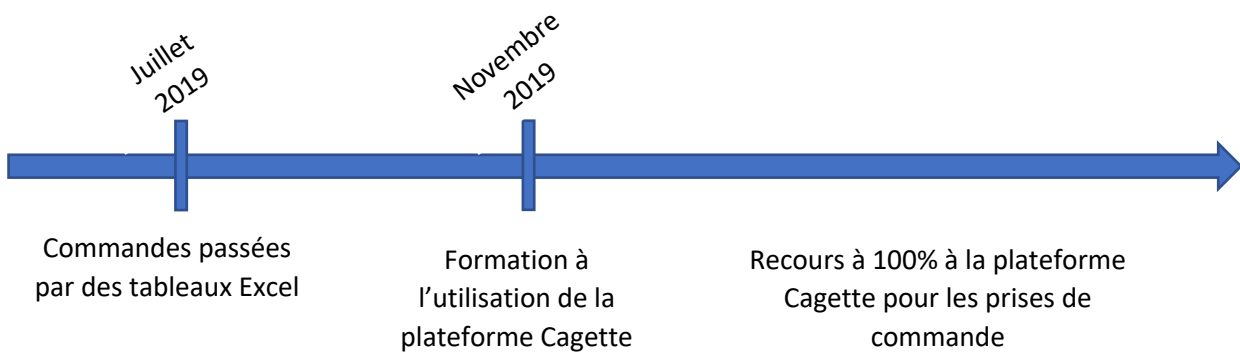 Juillet
2019
Novembre
2019
Commandes passées
par des tableaux Excel
Formation à
l’utilisation de la
plateforme Cagette
Recours à 100% à la plateforme
Cagette pour les prises de
commande